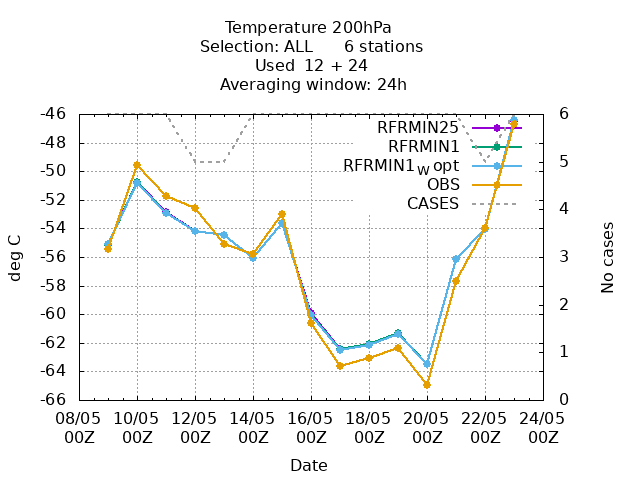 Temperature 200hPa
Selection: ALL      6 stations
Used  12 + 24
Averaging window: 24h
RFRMIN25
RFRMIN1
RFRMIN1w opt
OBS
CASES
deg C
-46
-48
-50
-52
-54
-56
-58
-60
-62
-64
-66
No cases
6
5
4
3
2
1
0
08/05 10/05 12/05 14/05 16/05 18/05 20/05 22/05 24/05
00Z 00Z 00Z 00Z 00Z 00Z 00Z 00Z 00Z
Date